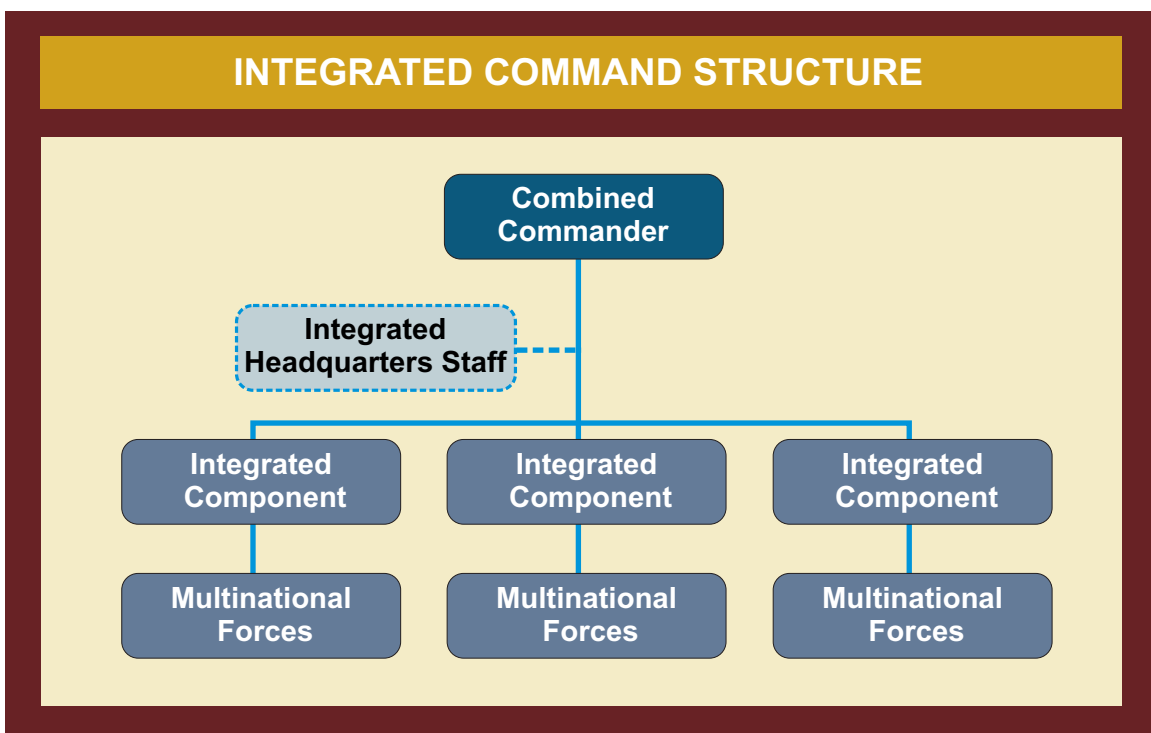 INTEGRATED COMMAND STRUCTURE
Combined
Commander
Integrated
Headquarters Staff
Integrated
Component
Integrated
Component
Integrated
Component
Multinational
Forces
Multinational
Forces
Multinational
Forces